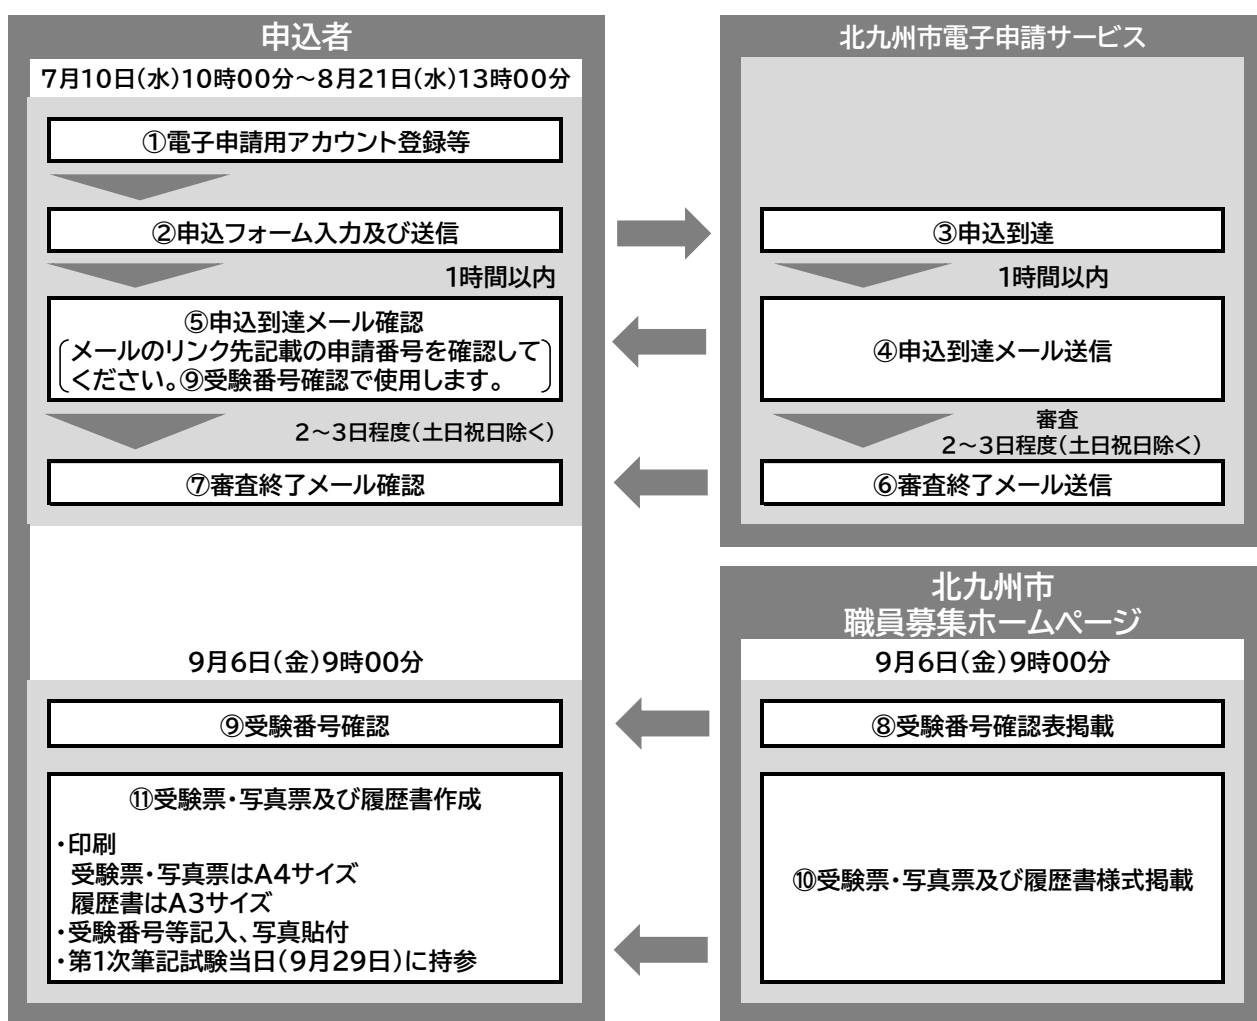 申込者
7月10日(水)10時00分～8月21日(水)13時00分
①電子申請用アカウント登録等
②申込フォーム入力及び送信
1時間以内
⑤申込到達メール確認
メールのリンク先記載の申請番号を確認して
ください。⑨受験番号確認で使用します。
2～3日程度(土日祝日除く)
⑦審査終了メール確認
9月6日(金)9時00分
⑨受験番号確認
⑪受験票・写真票及び履歴書作成
・印刷
受験票・写真票はA4サイズ
履歴書はA3サイズ
・受験番号等記入、写真貼付
・第1次筆記試験当日(9月29日)に持参
北九州市電子申請サービス
③申込到達
1時間以内
④申込到達メール送信
審査
2～3日程度(土日祝日除く)
⑥審査終了メール送信
北九州市
職員募集ホームページ
9月6日(金)9時00分
⑧受験番号確認表掲載
⑩受験票・写真票及び履歴書様式掲載